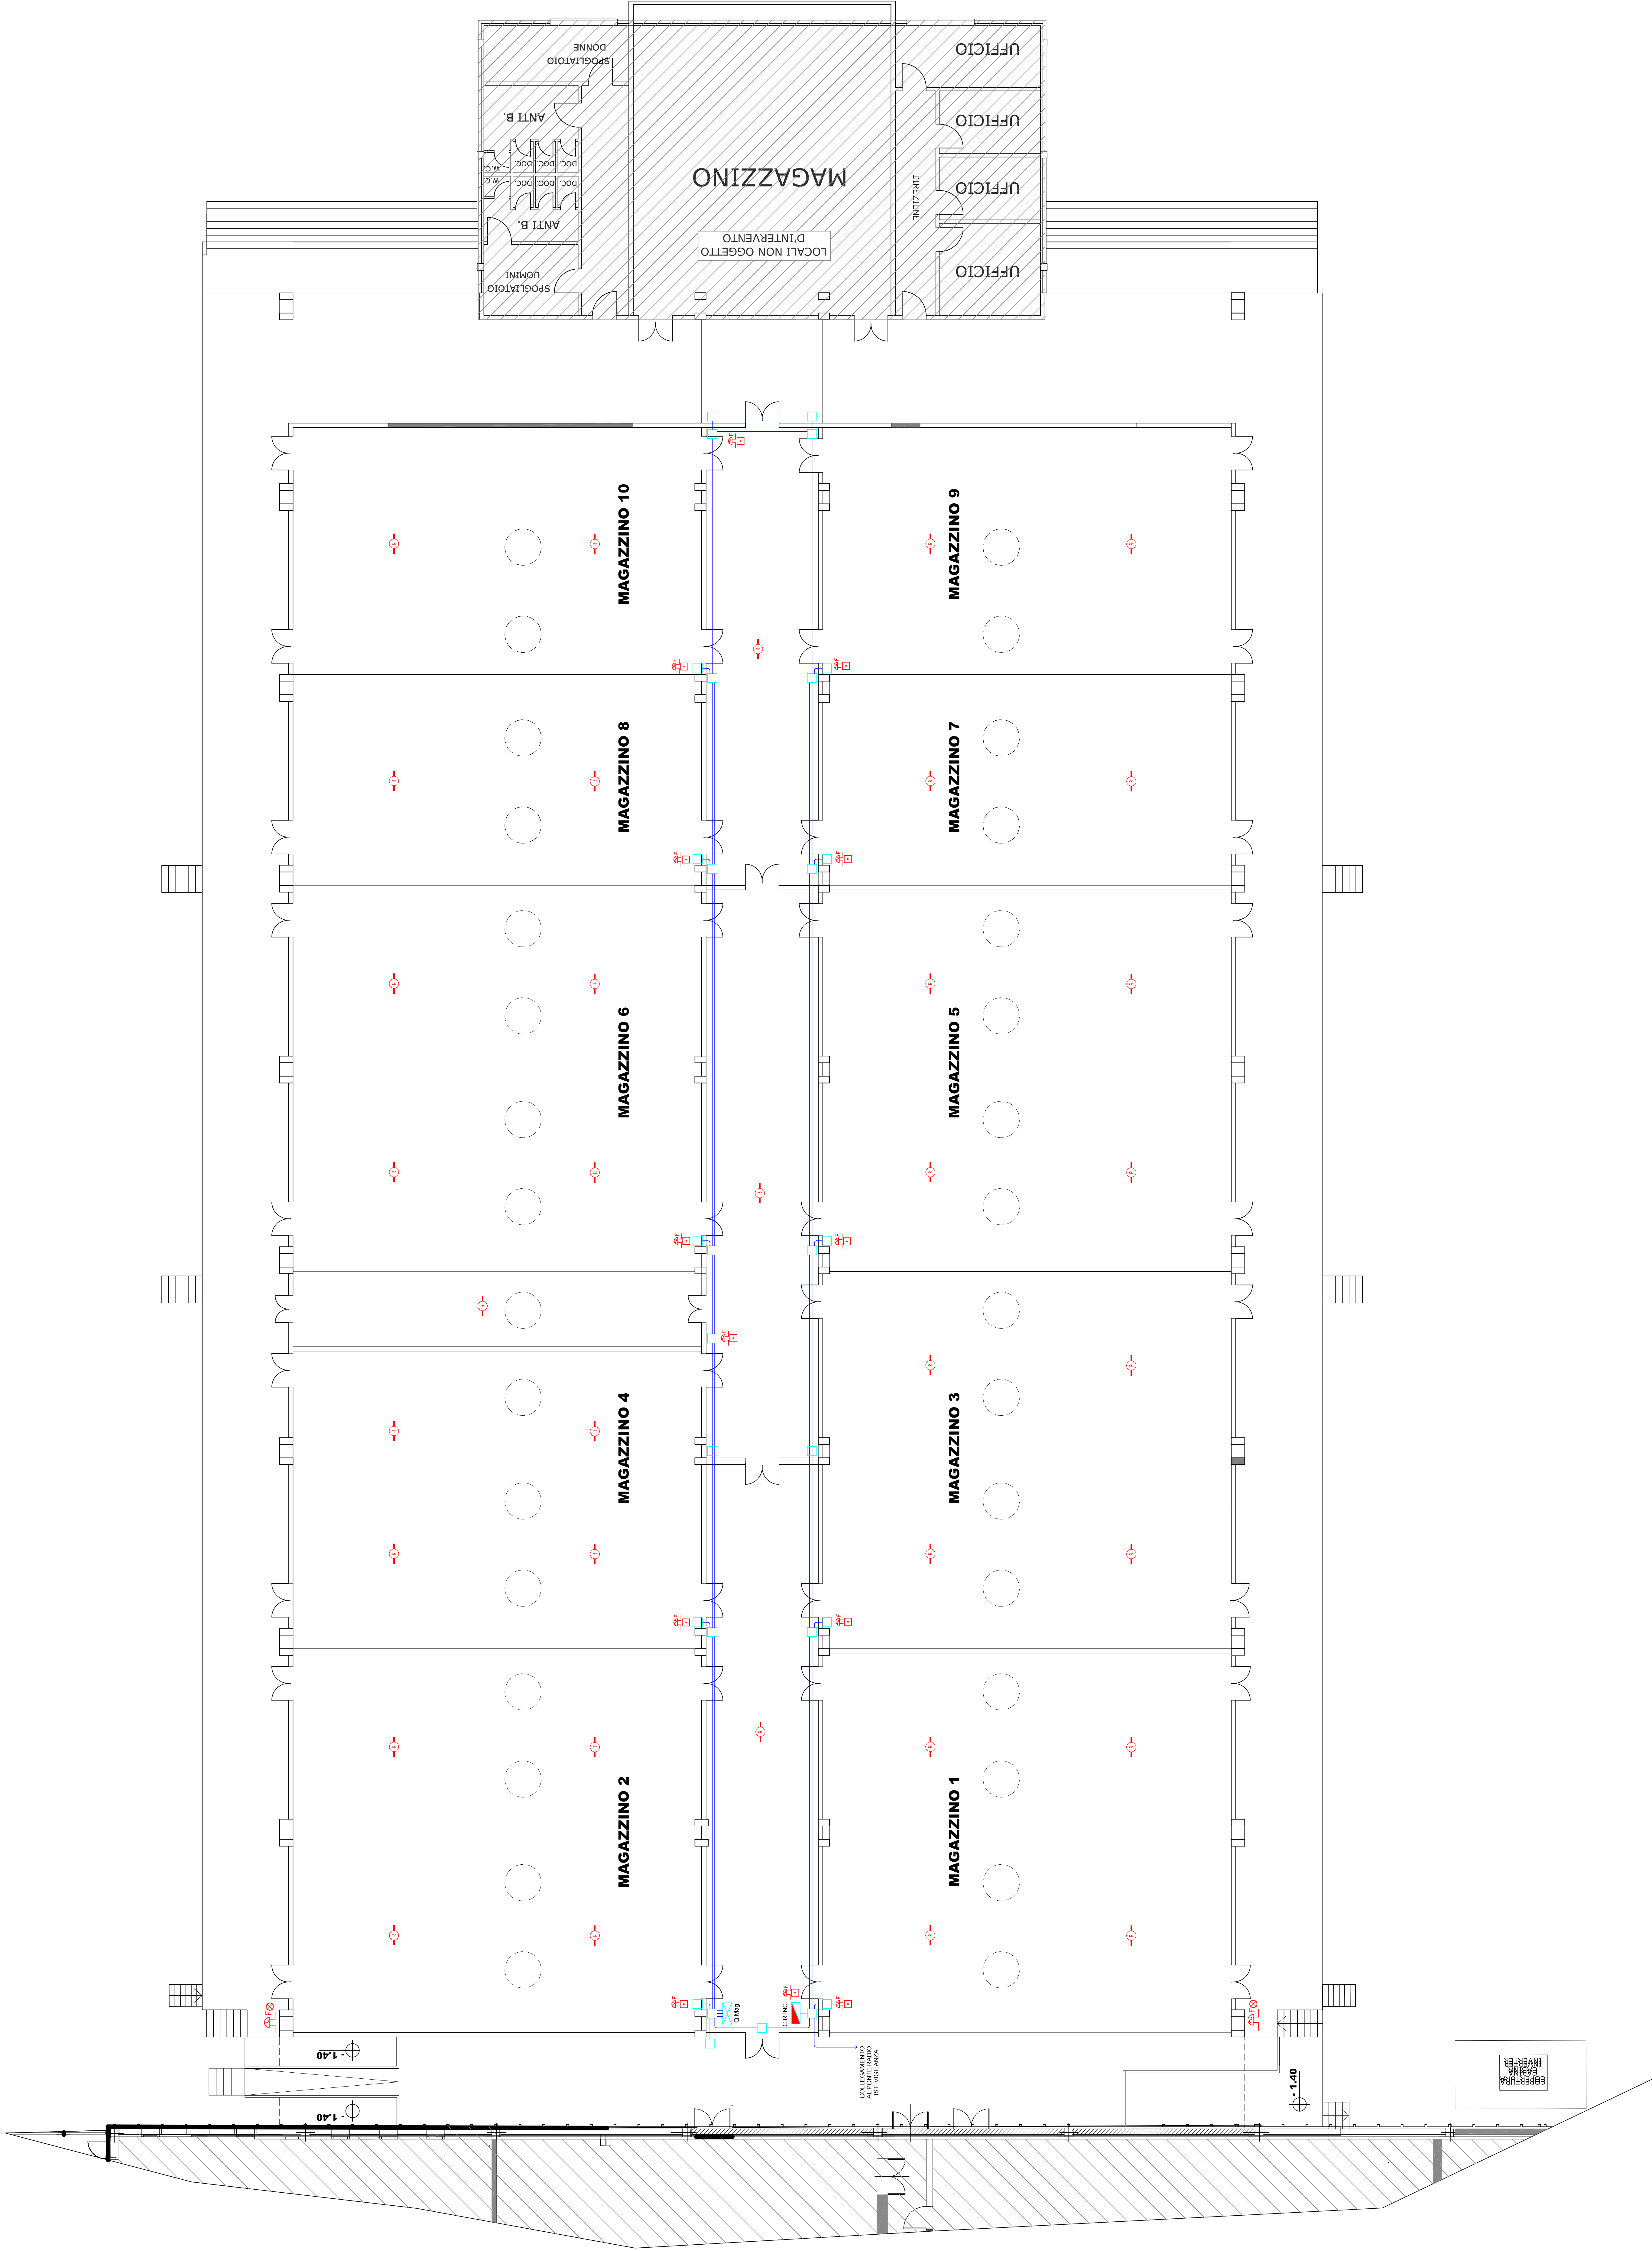 DONNE
SPOGLIATOIO
ANTI B.
W.C.
DOC.
DOC.
DOC.
W.C.
DOC.
DOC.
DOC.
ANTI B.
UOMINI
SPOGLIATOIO
MAGAZZINO
LOCALI NON OGGETTO
D'INTERVENTO
DIREZIONE
UFFICIO
UFFICIO
UFFICIO
UFFICIO
MAGAZZINO 10
MAGAZZINO 9
MAGAZZINO 8
MAGAZZINO 7
MAGAZZINO 6
MAGAZZINO 5
MAGAZZINO 4
MAGAZZINO 3
MAGAZZINO 2
MAGAZZINO 1
Q.Mag.
C.R.INC.
COLLEGAMENTO
AL PONTE RADIO
IST. VIGILANZA
- 1.40
- 1.40
- 1.40
COPERTURA
CABINA
INVERTER